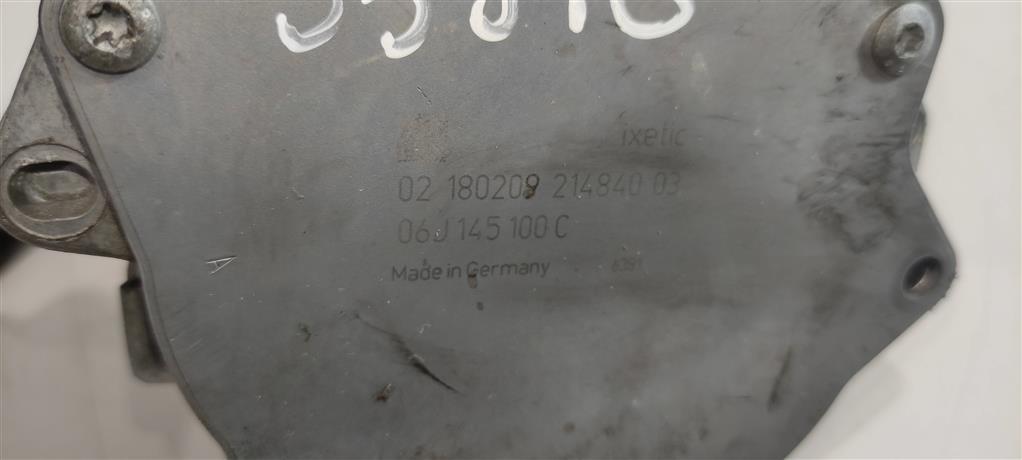 ixetic
02 180209 214840 03
06J 145 100 C
Made in Germany
A